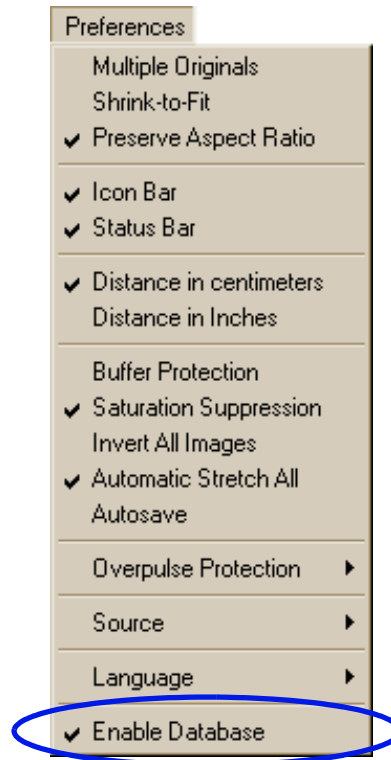 Preferences
Multiple Originals
Shrink-to-Fit
Preserve Aspect Ratio
Icon Bar
Status Bar
Distance in centimeters
Distance in Inches
Buffer Protection
Saturation Suppression
Invert All Images
Automatic Stretch All
Autosave
Overpulse Protection
Source
Language
Enable Database